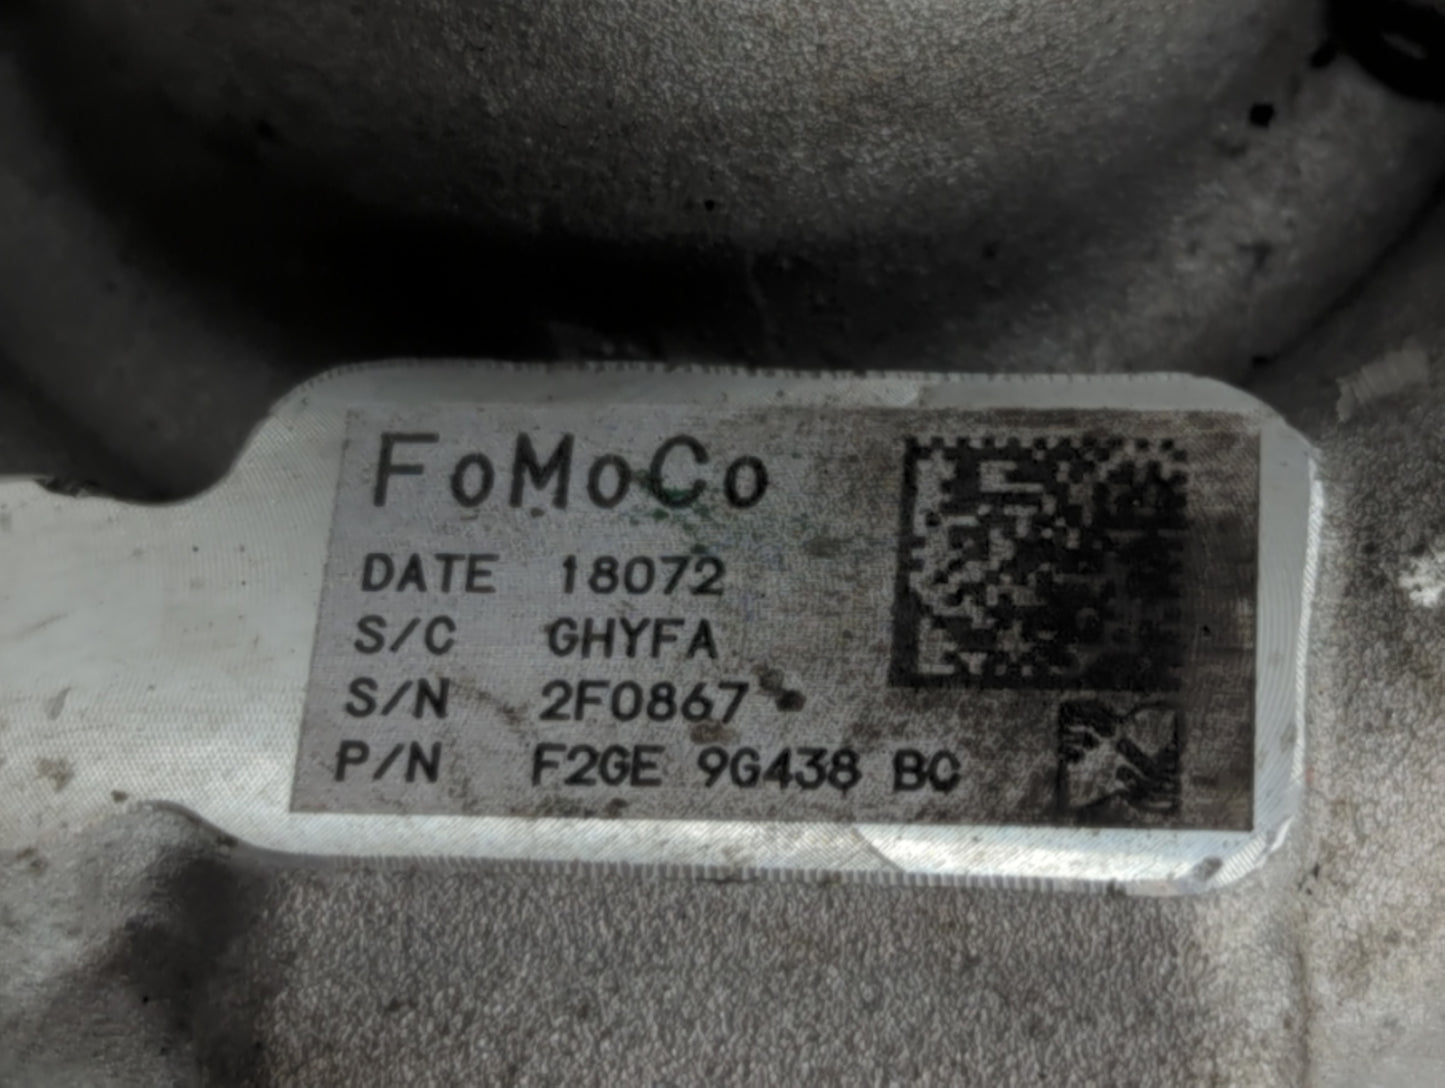 FoMoCo
DATE 18072
S/C GHYFA
S/N 2F0867
P/N F2GE 9G438 BC